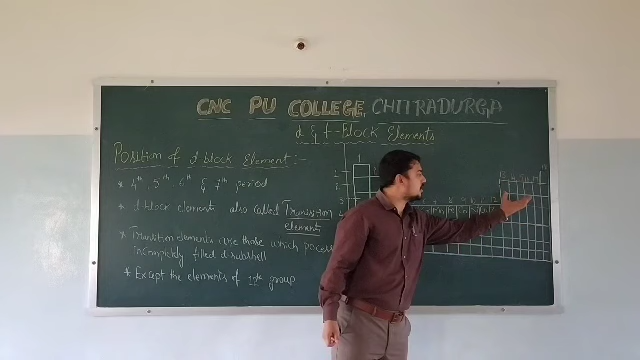 CNC PU COLLEGE CHITRADURGA
d & f-Block Elements
Position of d block Element :-
* 4th, 5th 6th & 7th period
* d block element also called Transition
element
* Transition elements are those which posses
incompletely filled d-subshell
* Except the elements of 12th group